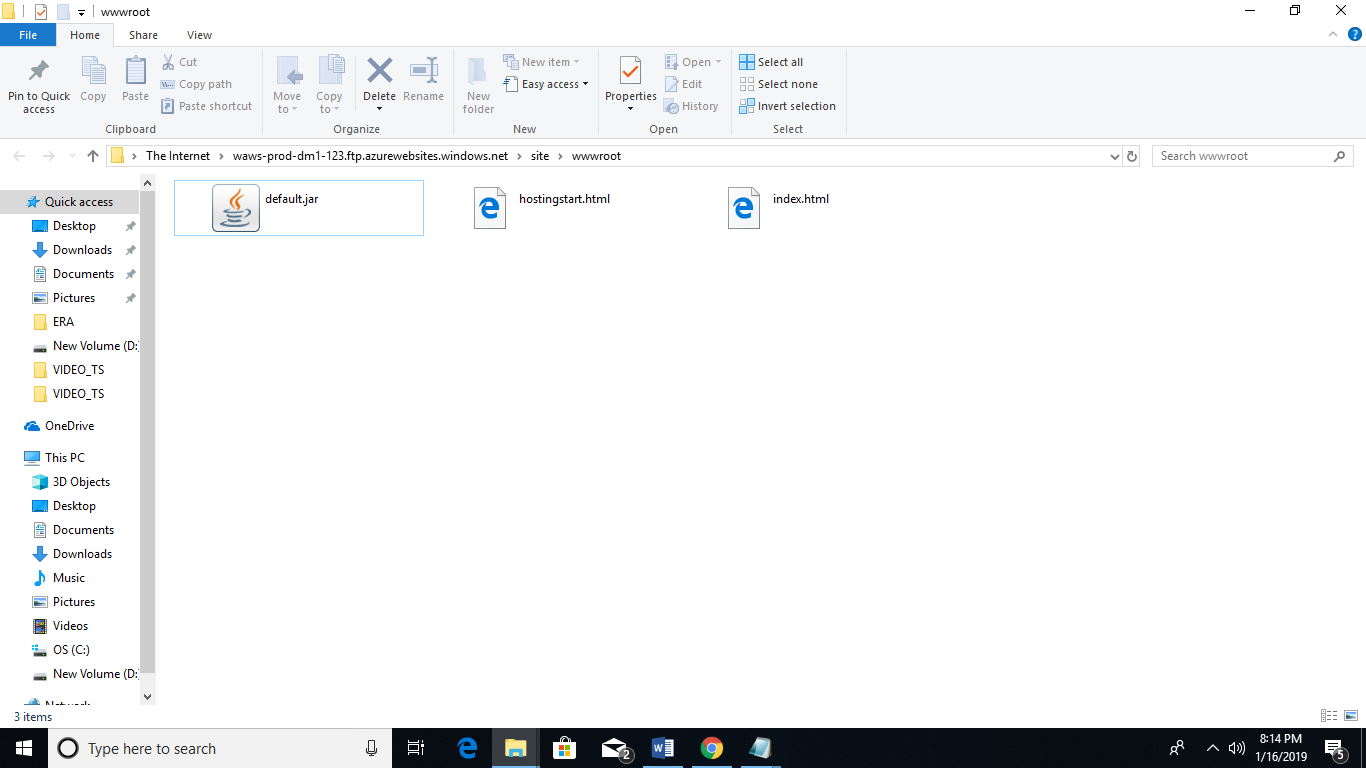 wwwroot
File Home Share View
Pin to Quick access
Copy
Paste
Cut
Copy path
Paste shortcut
Clipboard
Move to
Copy to
Delete
Rename
Organize
New folder
New item
Easy access
New
Properties
Open
Edit
History
Open
Select all
Select none
Invert selection
Select
The Internet > waws-prod-dm1-123.ftp.azurewebsites.windows.net > site > wwwroot
Search wwwroot
Quick access
Desktop
Downloads
Documents
Pictures
ERA
New Volume (D:
VIDEO_TS
VIDEO_TS
OneDrive
This PC
3D Objects
Desktop
Documents
Downloads
Music
Pictures
Videos
OS (C:)
New Volume (D:
Network
default.jar
hostingstart.html
index.html
3 items
Type here to search
2
8:14 PM
1/16/2019
5